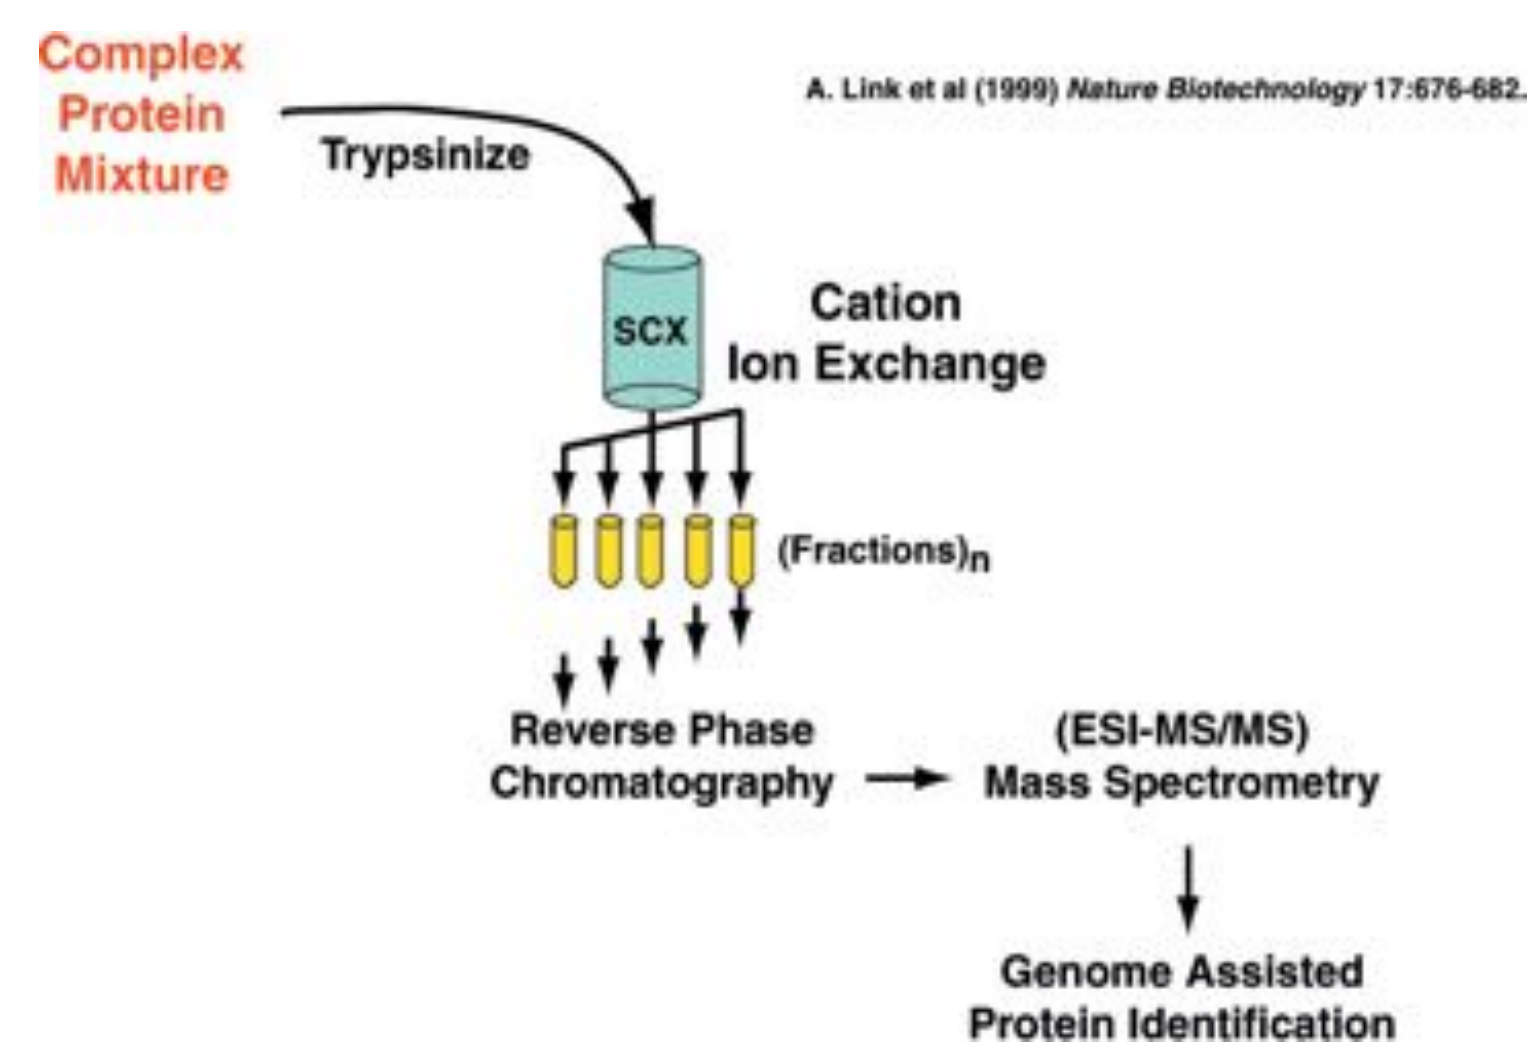 Complex
Protein
Mixture
A. Link et al (1999) Nature Biotechnology 17:676-682.
Trypsinize
SCX
Cation
Ion Exchange
(Fractions)n
Reverse Phase
Chromatography
(ESI-MS/MS)
Mass Spectrometry
Genome Assisted
Protein Identification